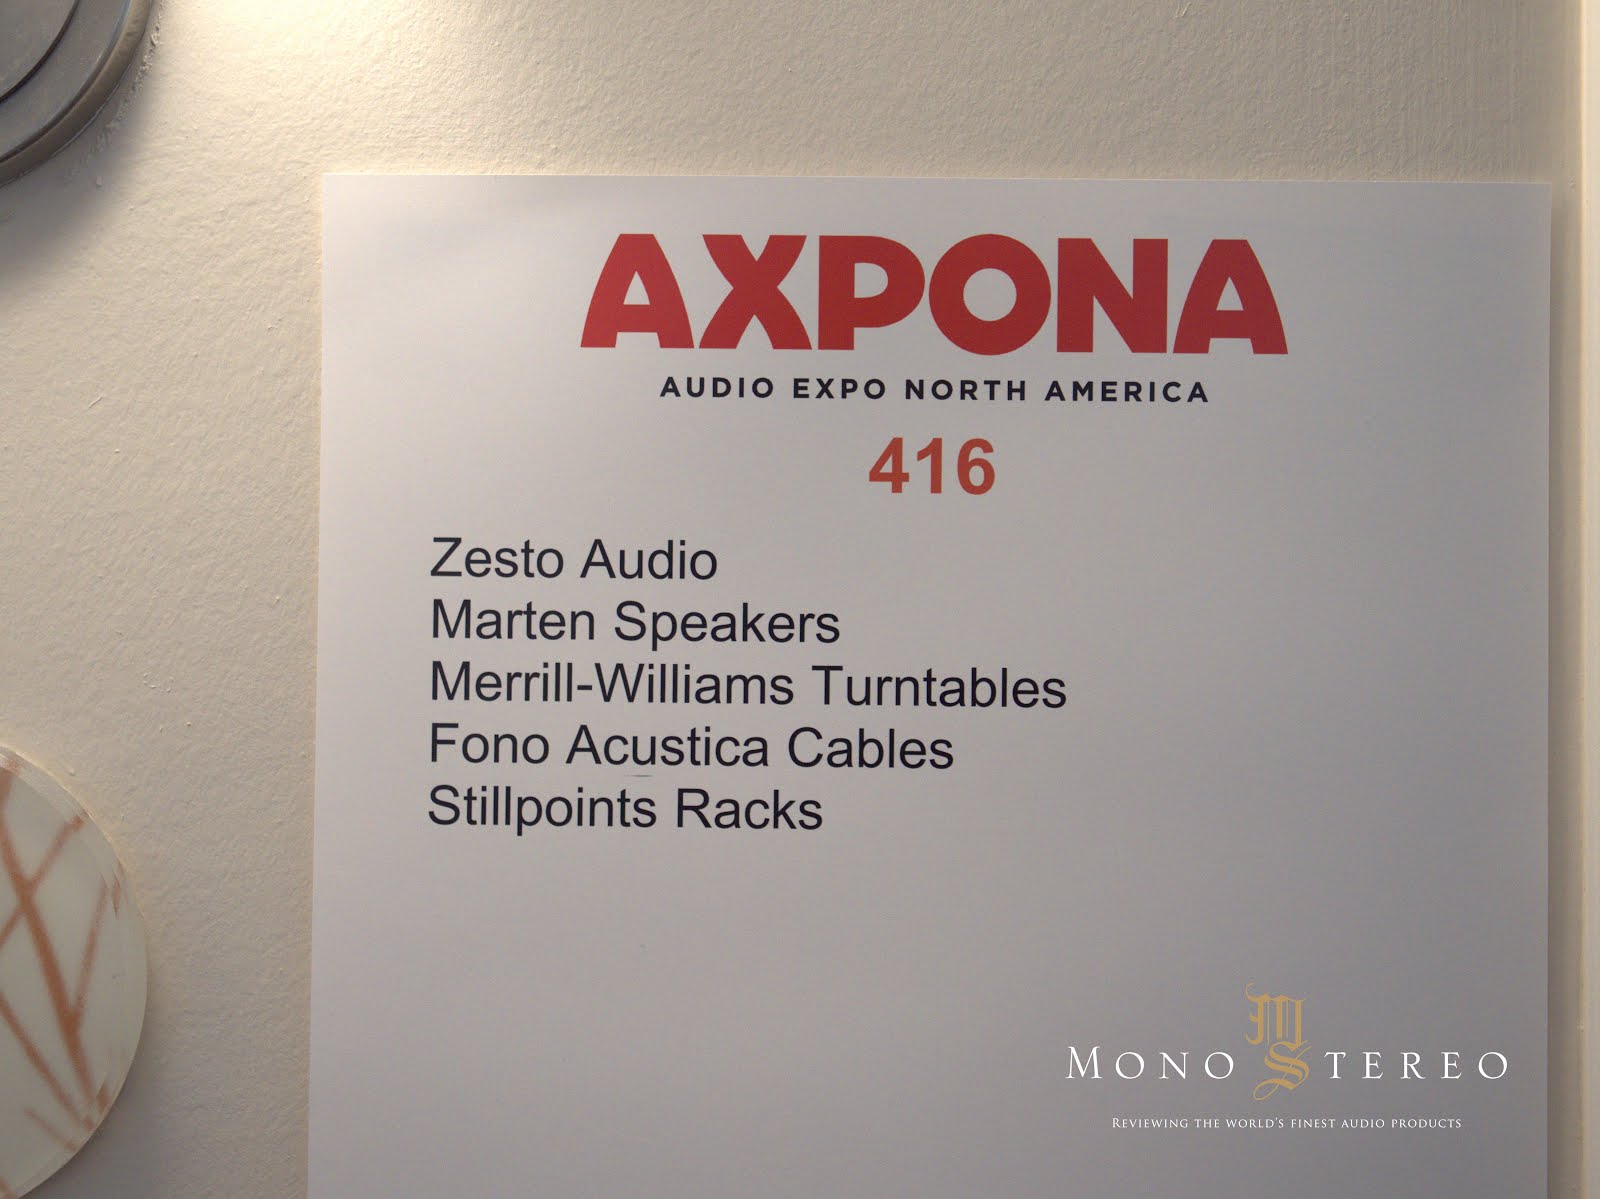 AXPONA
AUDIO EXPO NORTH AMERICA
416
Zesto Audio
Marten Speakers
Merrill-Williams Turntables
Fono Acustica Cables
Stillpoints Racks
MS
MONO STEREO
REVIEWING THE WORLD'S FINEST AUDIO PRODUCTS